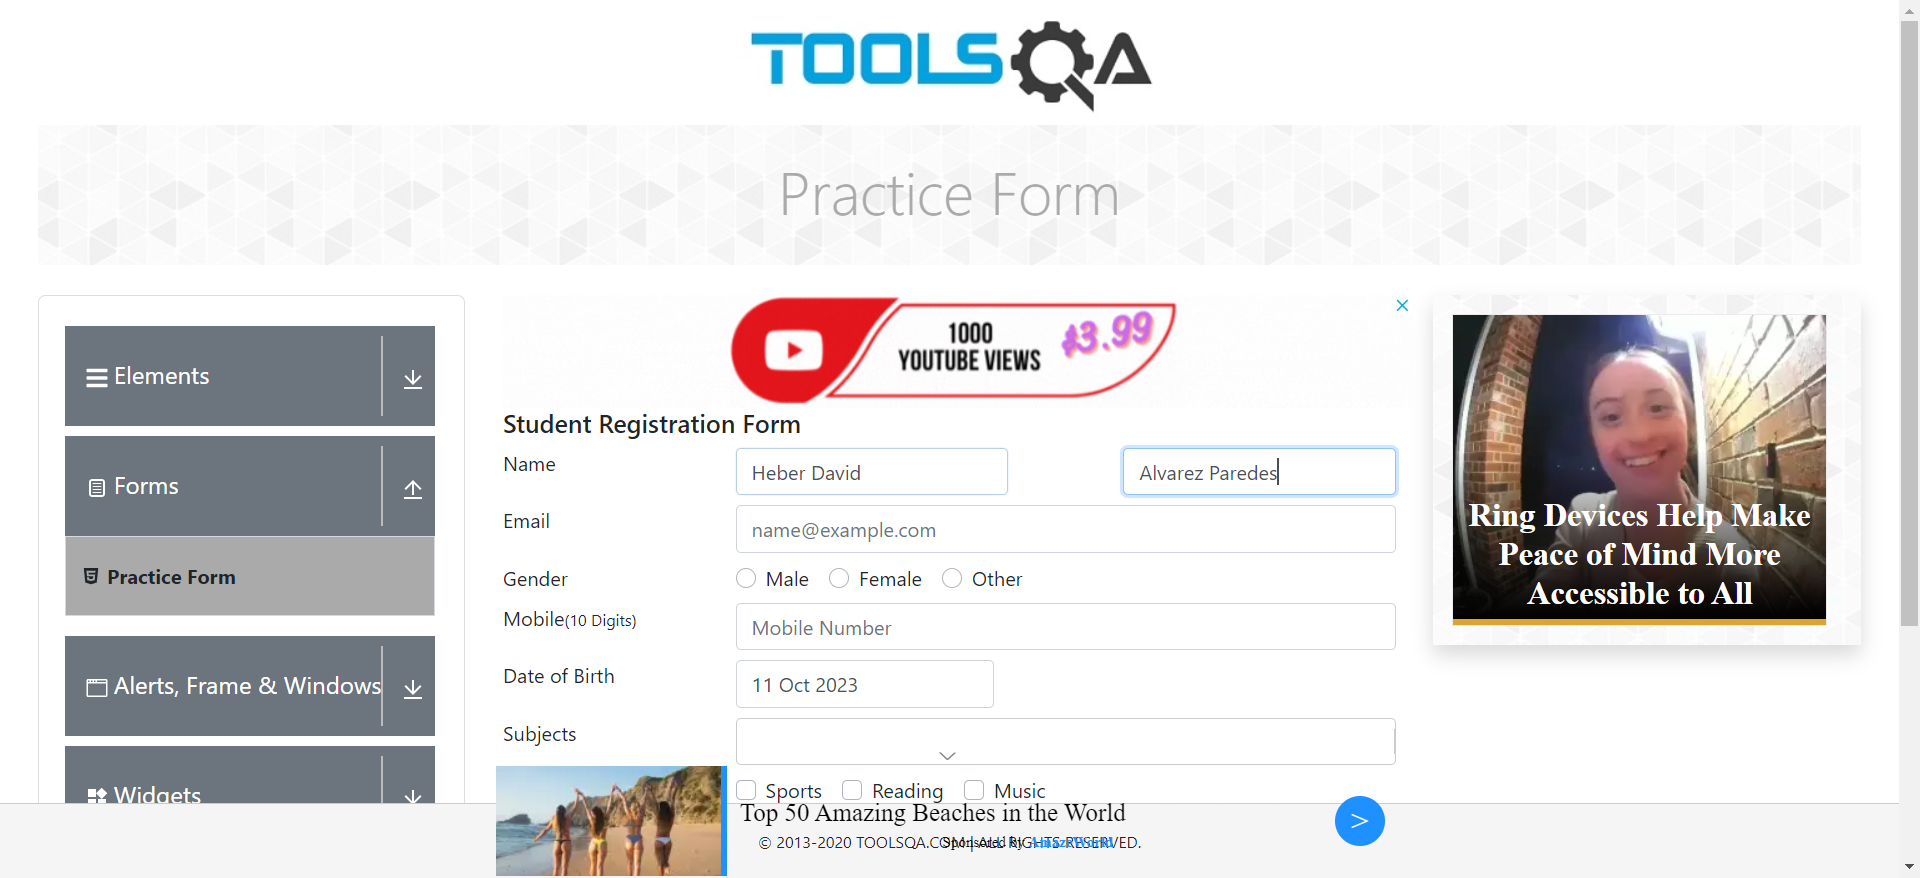 TOOLSQA
Practice Form
Elements
Forms
Practice Form
Alerts, Frame & Windows
Widgets
1000
YOUTUBE VIEWS
$3.99
Student Registration Form
Name
Heber David
Alvarez Paredes
Email
name@example.com
Gender
Male
Female
Other
Mobile(10 Digits)
Mobile Number
Date of Birth
11 Oct 2023
Subjects
Sports
Reading
Music
Top 50 Amazing Beaches in the World
>
© 2013-2020 TOOLSQA.COM | ALL RIGHTS RESERVED.
Sponsored By
Ring Devices Help Make
Peace of Mind More
Accessible to All